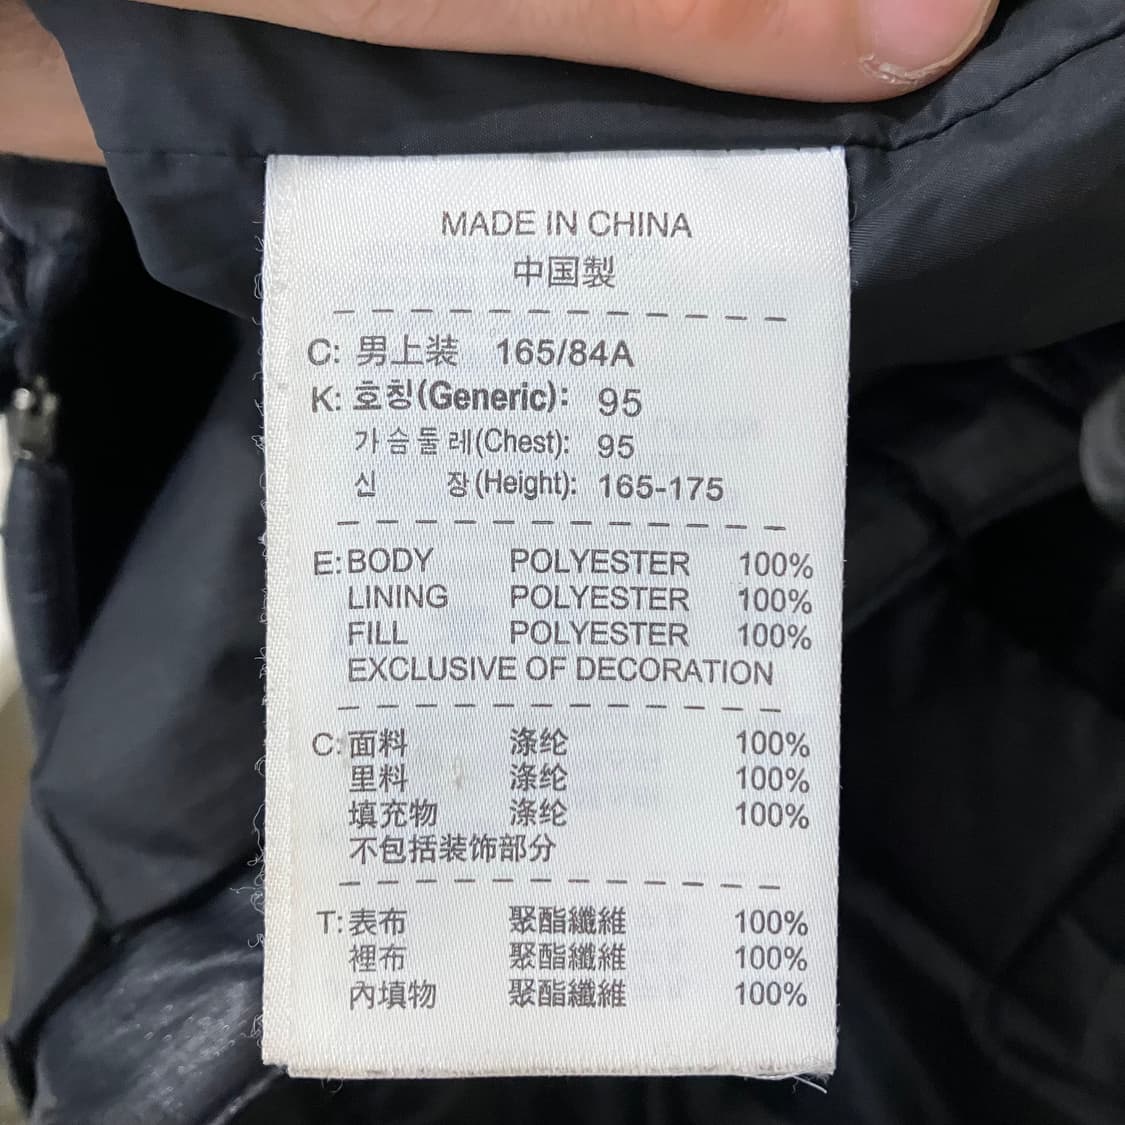 MADE IN CHINA
中国製
C: 男上装 165/84A
K: 호칭(Generic): 95
가슴둘레(Chest): 95
신 장(Height): 165-175
E: BODY POLYESTER 100%
LINING POLYESTER 100%
FILL POLYESTER 100%
EXCLUSIVE OF DECORATION
C: 面料 涤纶 100%
里料 涤纶 100%
填充物 涤纶 100%
不包括装饰部分
T: 表布 聚酯纖維 100%
裡布 聚酯纖維 100%
內填物 聚酯纖維 100%